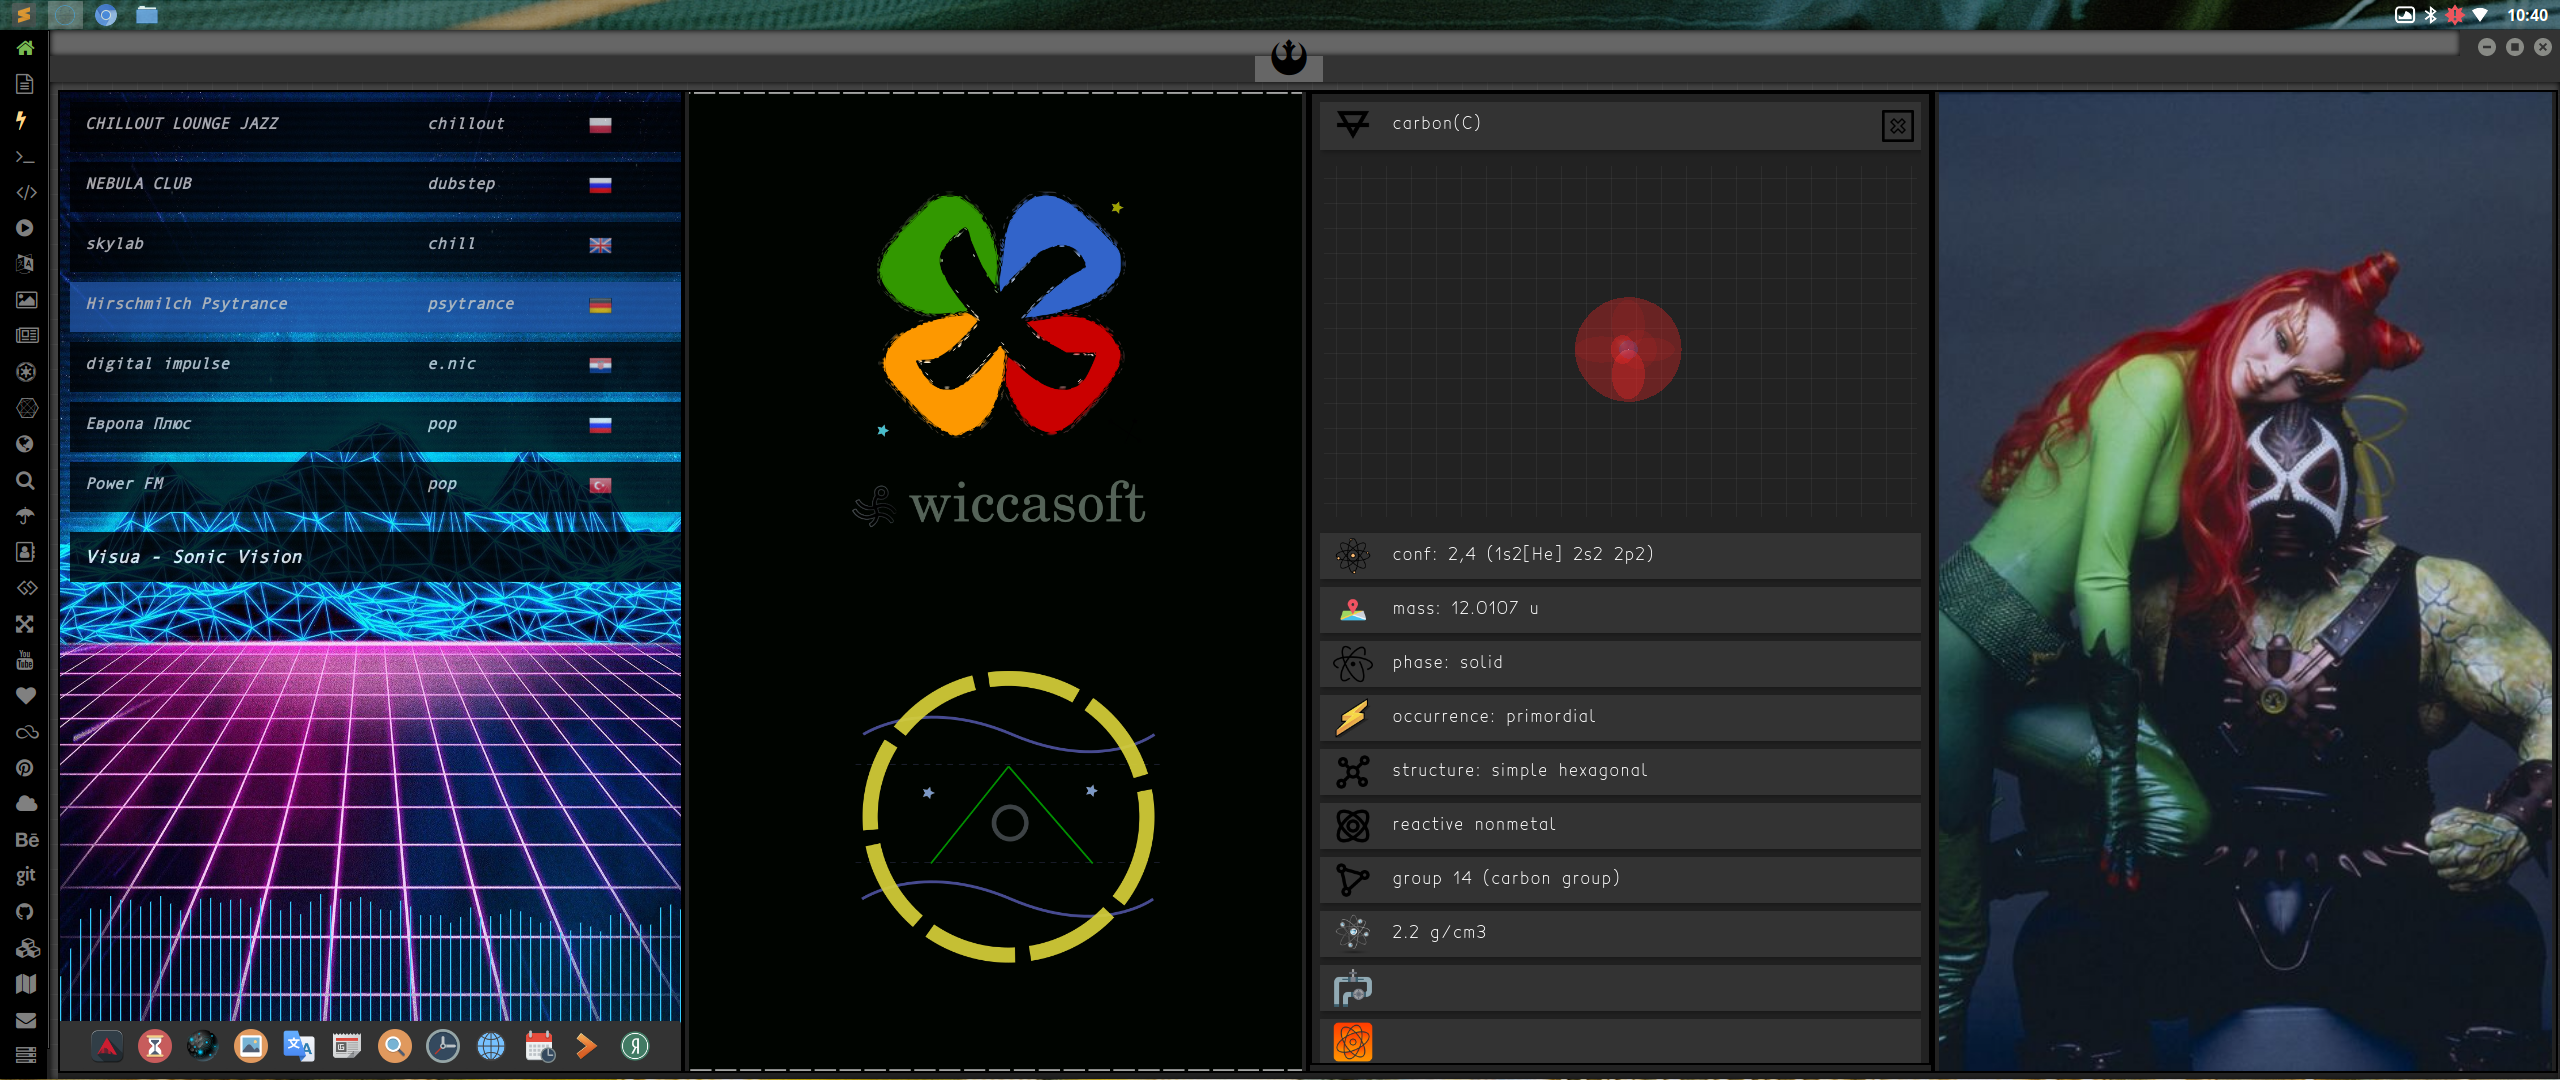 10:40
CHILLOUT LOUNGE JAZZ chillout
NEBULA CLUB dubstep
skylab chill
Hirschmilch Psytrance psytrance
digital impulse e.nic
Европа Плюс pop
Power FM pop
Visua - Sonic Vision
wiccasoft
carbon(C)
conf: 2,4 (1s2[He] 2s2 2p2)
mass: 12.0107 u
phase: solid
occurrence: primordial
structure: simple hexagonal
reactive nonmetal
group 14 (carbon group)
2.2 g/cm3
You
Tube
Bē
git
Я